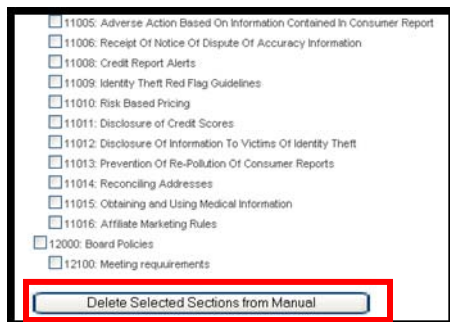 11005: Adverse Action Based On Information Contained In Consumer Report
11006: Receipt Of Notice Of Dispute Of Accuracy Information
11008: Credit Report Alerts
11009: Identity Theft Red Flag Guidelines
11010: Risk Based Pricing
11011: Disclosure of Credit Scores
11012: Disclosure Of Information To Victims Of Identity Theft
11013: Prevention Of Re-Pollution Of Consumer Reports
11014: Reconciling Addresses
11015: Obtaining and Using Medical Information
11016: Affiliate Marketing Rules
12000: Board Policies
12100: Meeting requuirements
Delete Selected Sections from Manual